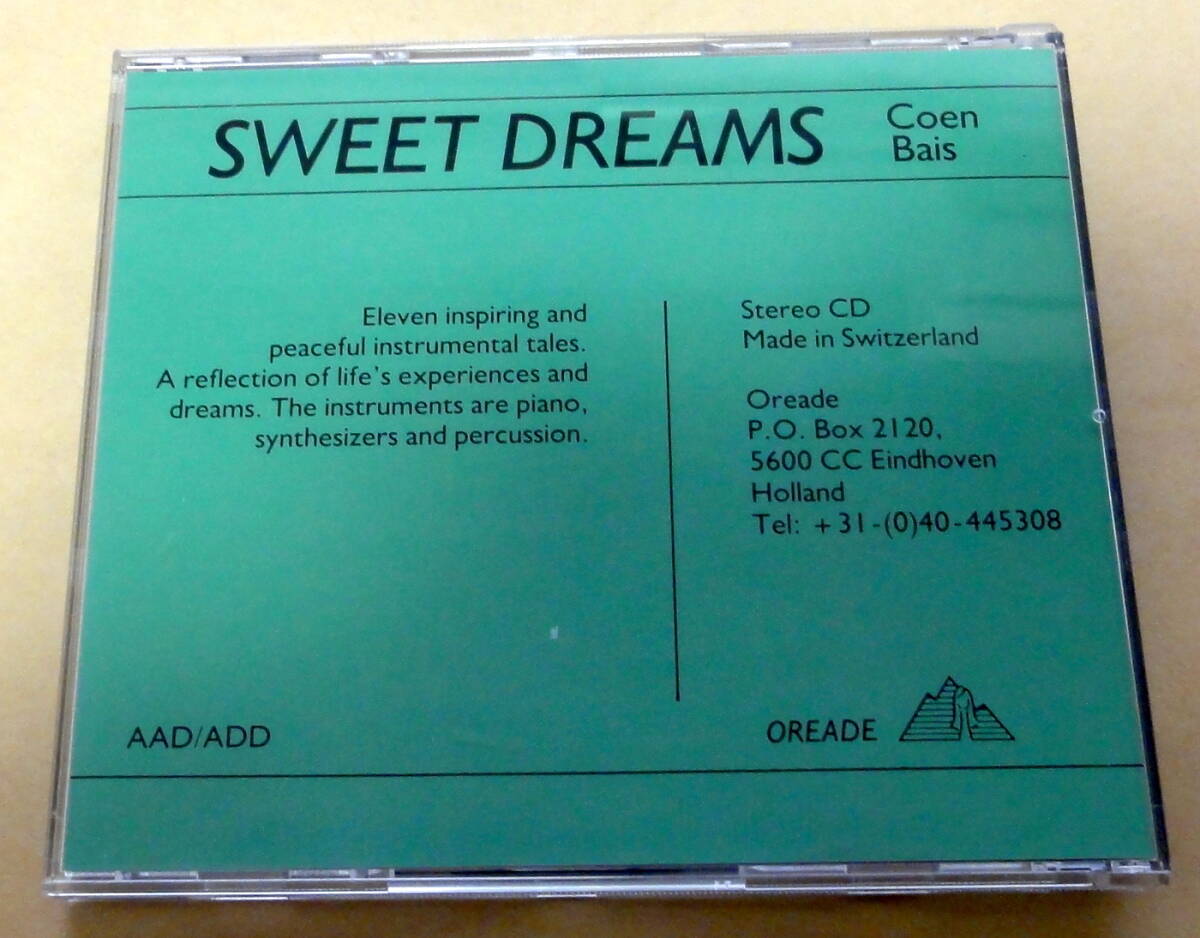 SWEET DREAMS
Coen
Bais
Eleven inspiring and
peaceful instrumental tales.
A reflection of life's experiences and
dreams. The instruments are piano,
synthesizers and percussion.
Stereo CD
Made in Switzerland
Oreade
P.O. Box 2120,
5600 CC Eindhoven
Holland
Tel: +31-(0)40-445308
AAD/ADD
OREADE